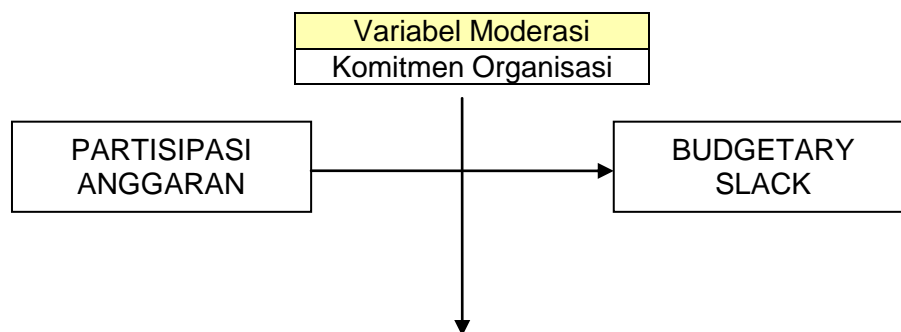 Variabel Moderasi
Komitmen Organisasi
PARTISIPASI
ANGGARAN
BUDGETARY
SLACK